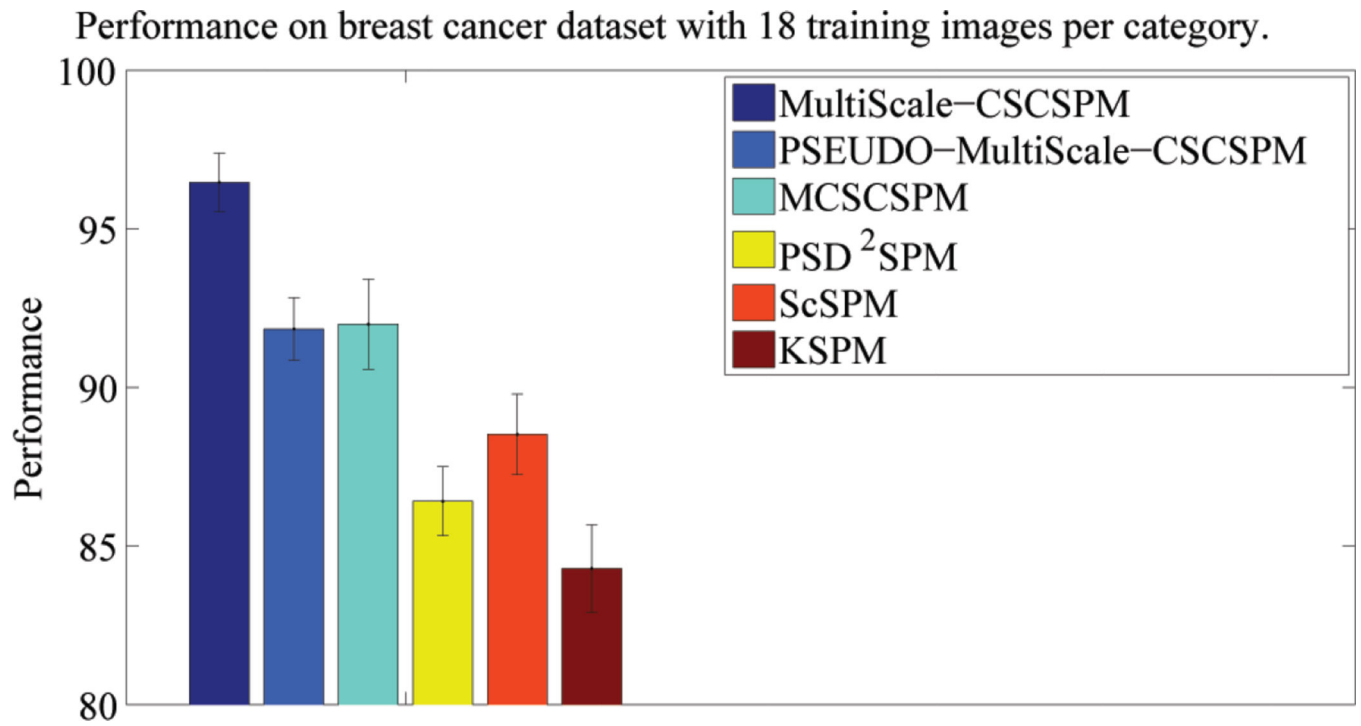 Performance on breast cancer dataset with 18 training images per category.
100
95
90
85
80
Performance
MultiScale−CSCSPM
PSEUDO−MultiScale−CSCSPM
MCSCSPM
PSD ²SPM
ScSPM
KSPM